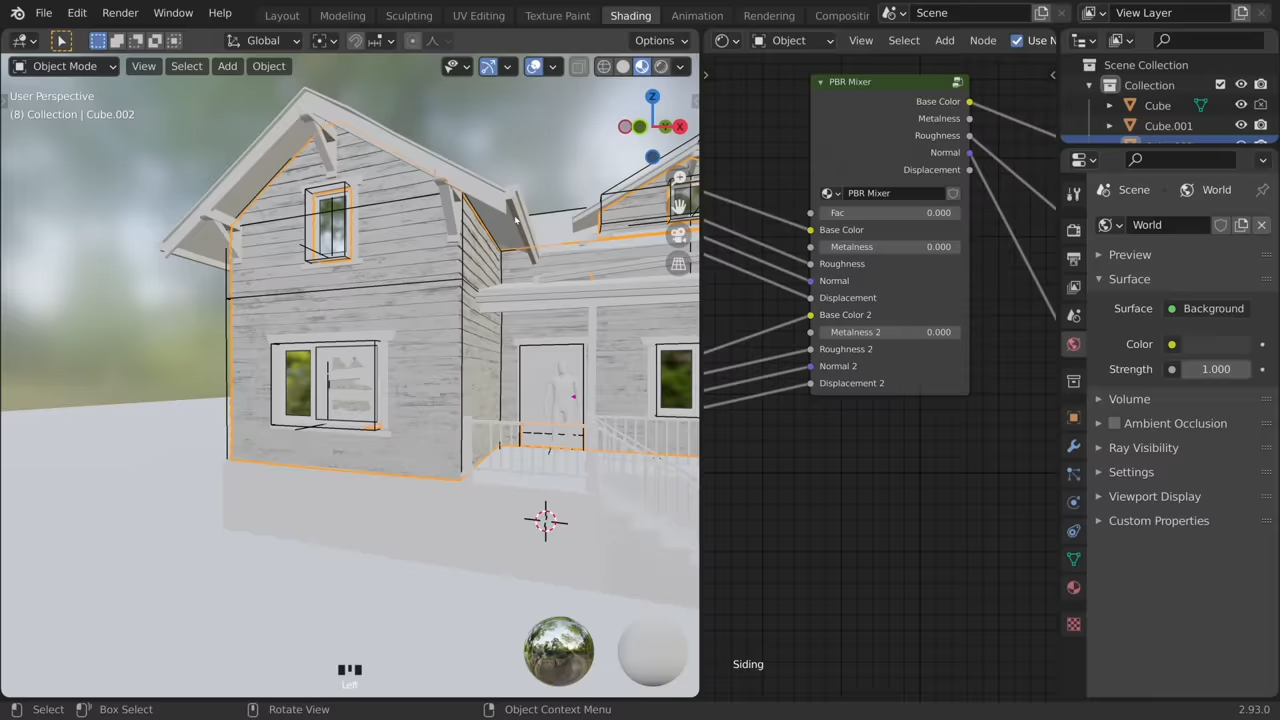 File Edit Render Window Help Layout Modeling Sculpting UV Editing Texture Paint Shading Animation Rendering Compositin Scene View Layer
Global Options Object View Select Add Node Use N
Object Mode View Select Add Object
User Perspective
(8) Collection | Cube.002
Z
X
Left
PBR Mixer
Base Color
Metalness
Roughness
Normal
Displacement
PBR Mixer
Fac 0.000
Base Color
Metalness 0.000
Roughness
Normal
Displacement
Base Color 2
Metalness 2 0.000
Roughness 2
Normal 2
Displacement 2
Siding
Scene Collection
Collection
Cube
Cube.001
Scene World
World
Preview
Surface
Surface Background
Color
Strength 1.000
Volume
Ambient Occlusion
Ray Visibility
Settings
Viewport Display
Custom Properties
Select Box Select Rotate View Object Context Menu 2.93.0